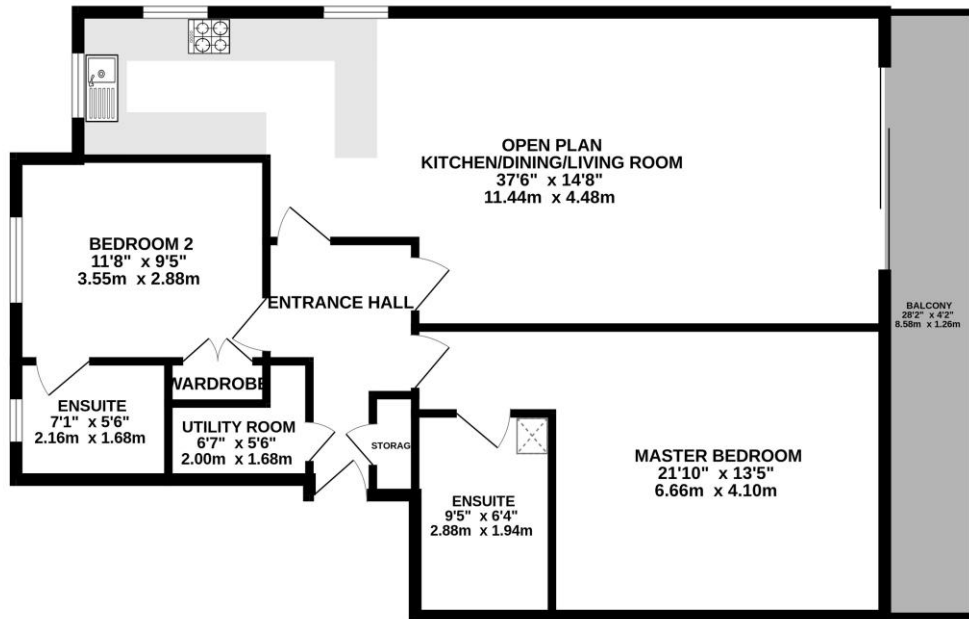 OPEN PLAN
KITCHEN/DINING/LIVING ROOM
37'6" x 14'8"
11.44m x 4.48m
BEDROOM 2
11'8" x 9'5"
3.55m x 2.88m
ENTRANCE HALL
BALCONY
28'2" x 4'2"
8.58m x 1.26m
WARDROBE
ENSUITE
7'1" x 5'6"
2.16m x 1.68m
UTILITY ROOM
6'7" x 5'6"
2.00m x 1.68m
STORAG
ENSUITE
9'5" x 6'4"
2.88m x 1.94m
MASTER BEDROOM
21'10" x 13'5"
6.66m x 4.10m